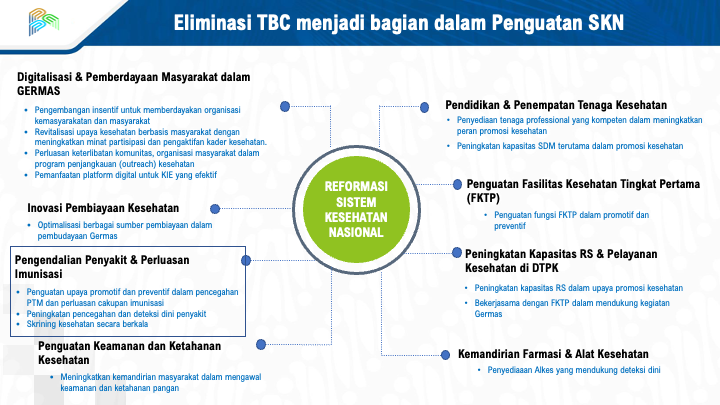 Eliminasi TBC menjadi bagian dalam Penguatan SKN
Digitalisasi & Pemberdayaan Masyarakat dalam
GERMAS
• Pengembangan insentif untuk memberdayakan organisasi
kemasyarakatan dan masyarakat
• Revitalisasi upaya kesehatan berbasis masyarakat dengan
meningkatkan minat partisipasi dan pengaktifan kader kesehatan.
• Perluasan keterlibatan komunitas, organisasi masyarakat dalam
program penjangkauan (outreach) kesehatan
• Pemanfaatan platform digital untuk KIE yang efektif
Inovasi Pembiayaan Kesehatan
• Optimalisasi berbagai sumber pembiayaan dalam
pembudayaan Germas
Pengendalian Penyakit & Perluasan
Imunisasi
• Penguatan upaya promotif dan preventif dalam pencegahan
PTM dan perluasan cakupan imunisasi
• Peningkatan pencegahan dan deteksi dini penyakit
• Skrining kesehatan secara berkala
Penguatan Keamanan dan Ketahanan
Kesehatan
• Meningkatkan kemandirian masyarakat dalam mengawal
keamanan dan ketahanan pangan
REFORMASI
SISTEM
KESEHATAN
NASIONAL
Pendidikan & Penempatan Tenaga Kesehatan
• Penyediaan tenaga professional yang kompeten dalam meningkatkan
peran promosi kesehatan
• Peningkatan kapasitas SDM terutama dalam promosi kesehatan
Penguatan Fasilitas Kesehatan Tingkat Pertama
(FKTP)
• Penguatan fungsi FKTP dalam promotif dan
preventif
Peningkatan Kapasitas RS & Pelayanan
Kesehatan di DTPK
• Peningkatan kapasitas RS dalam upaya promosi kesehatan
• Bekerjasama dengan FKTP dalam mendukung kegiatan
Germas
Kemandirian Farmasi & Alat Kesehatan
• Penyediaaan Alkes yang mendukung deteksi dini